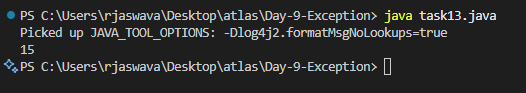 PS C:\Users\rjaswava\Desktop\atlas\Day-9-Exception> java task13.java
Picked up JAVA_TOOL_OPTIONS: -Dlog4j2.formatMsgNoLookups=true
15
PS C:\Users\rjaswava\Desktop\atlas\Day-9-Exception>